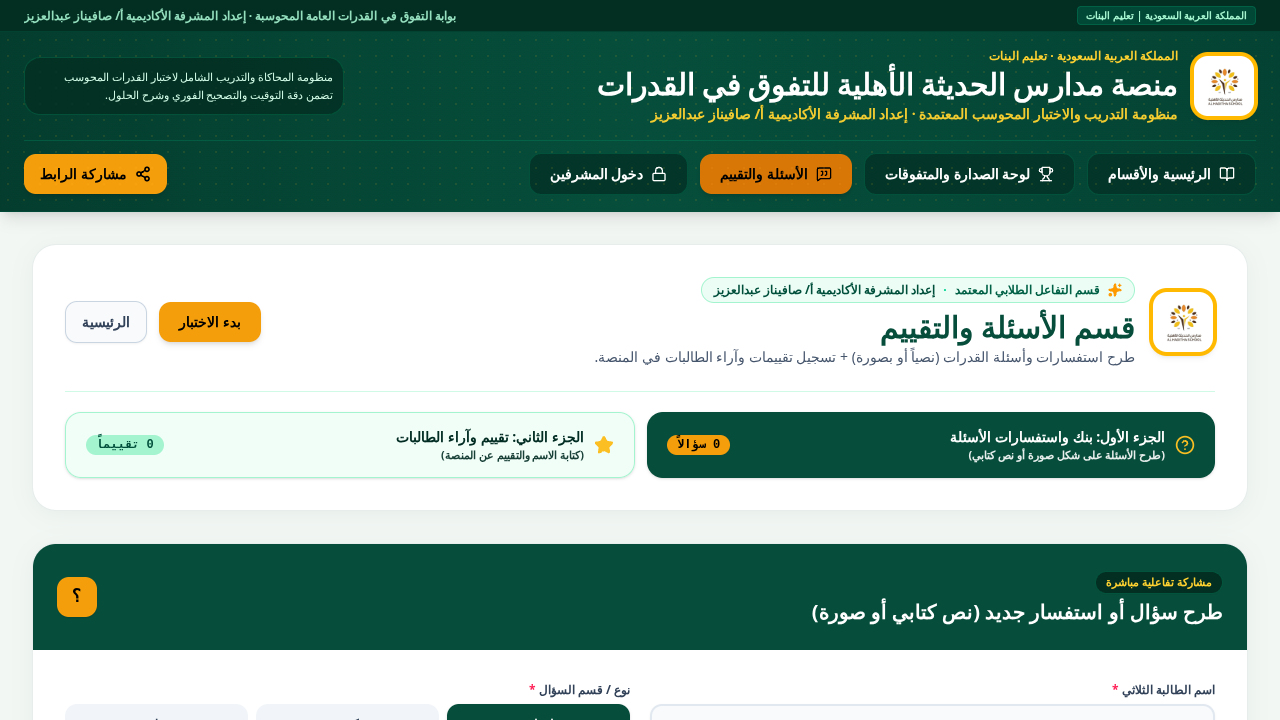 المملكة العربية السعودية | تعليم البنات
بوابة التفوق في القدرات العامة المحوسبة · إعداد المشرفة الأكاديمية أ/ صافيناز عبدالعزيز
المملكة العربية السعودية · تعليم البنات
منصة مدارس الحديثة الأهلية للتفوق في القدرات
منظومة التدريب والاختبار المحوسب المعتمدة · إعداد المشرفة الأكاديمية أ/ صافيناز عبدالعزيز
منظومة المحاكاة والتدريب الشامل لاختبار القدرات المحوسب
تضمن دقة التوقيت والتصحيح الفوري وشرح الحلول.
الرئيسية والأقسام
لوحة الصدارة والمتفوقات
الأسئلة والتقييم
دخول المشرفين
مشاركة الرابط
قسم التفاعل الطلابي المعتمد · إعداد المشرفة الأكاديمية أ/ صافيناز عبدالعزيز
قسم الأسئلة والتقييم
طرح استفسارات وأسئلة القدرات (نصياً أو بصورة) + تسجيل تقييمات وآراء الطالبات في المنصة.
بدء الاختبار
الرئيسية
الجزء الأول: بنك واستفسارات الأسئلة
(طرح الأسئلة على شكل صورة أو نص كتابي)
0 سؤالاً
الجزء الثاني: تقييم وآراء الطالبات
(كتابة الاسم والتقييم عن المنصة)
0 تقييماً
مشاركة تفاعلية مباشرة
طرح سؤال أو استفسار جديد (نص كتابي أو صورة)
؟
اسم الطالبة الثلاثي *
نوع / قسم السؤال *